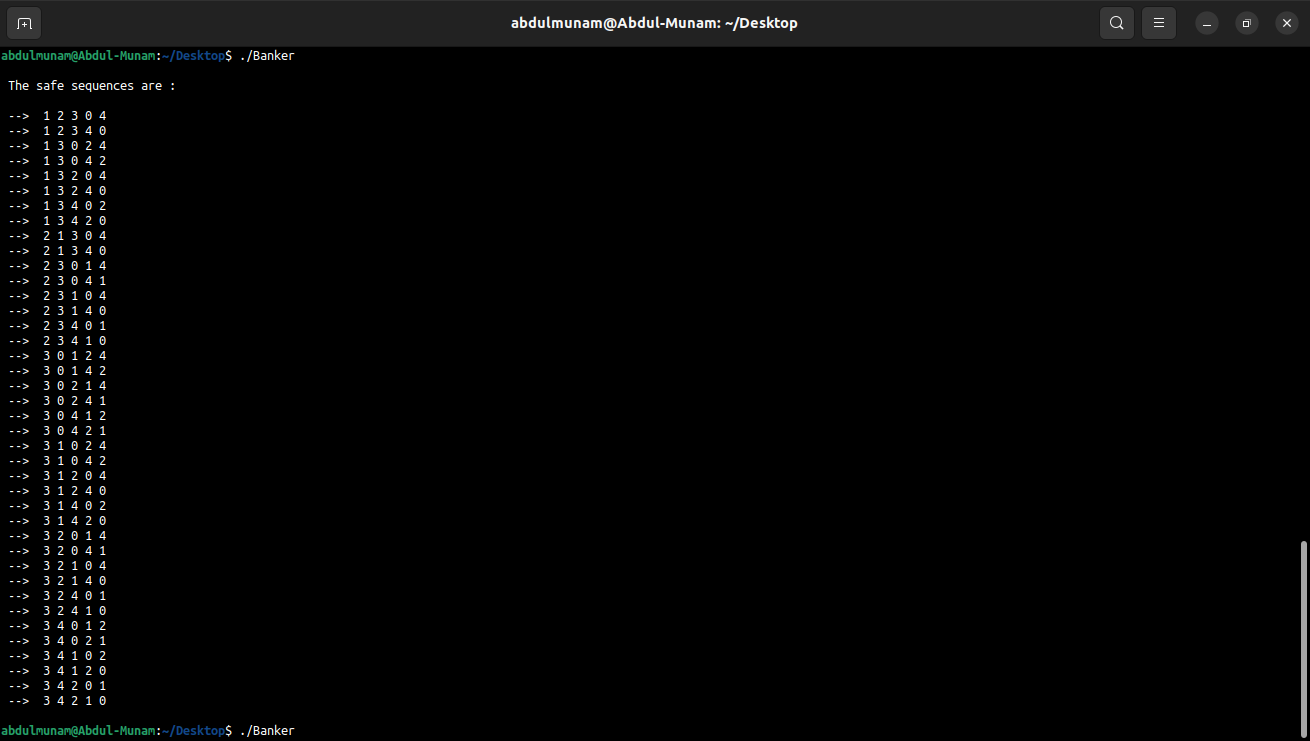 abdulmunam@Abdul-Munam: ~/Desktop
abdulmunam@Abdul-Munam:~/Desktop$ ./Banker
The safe sequences are :
--> 1 2 3 0 4
--> 1 2 3 4 0
--> 1 3 0 2 4
--> 1 3 0 4 2
--> 1 3 2 0 4
--> 1 3 2 4 0
--> 1 3 4 0 2
--> 1 3 4 2 0
--> 2 1 3 0 4
--> 2 1 3 4 0
--> 2 3 0 1 4
--> 2 3 0 4 1
--> 2 3 1 0 4
--> 2 3 1 4 0
--> 2 3 4 0 1
--> 2 3 4 1 0
--> 3 0 1 2 4
--> 3 0 1 4 2
--> 3 0 2 1 4
--> 3 0 2 4 1
--> 3 0 4 1 2
--> 3 0 4 2 1
--> 3 1 0 2 4
--> 3 1 0 4 2
--> 3 1 2 0 4
--> 3 1 2 4 0
--> 3 1 4 0 2
--> 3 1 4 2 0
--> 3 2 0 1 4
--> 3 2 0 4 1
--> 3 2 1 0 4
--> 3 2 1 4 0
--> 3 2 4 0 1
--> 3 2 4 1 0
--> 3 4 0 1 2
--> 3 4 0 2 1
--> 3 4 1 0 2
--> 3 4 1 2 0
--> 3 4 2 0 1
--> 3 4 2 1 0
abdulmunam@Abdul-Munam:~/Desktop$ ./Banker